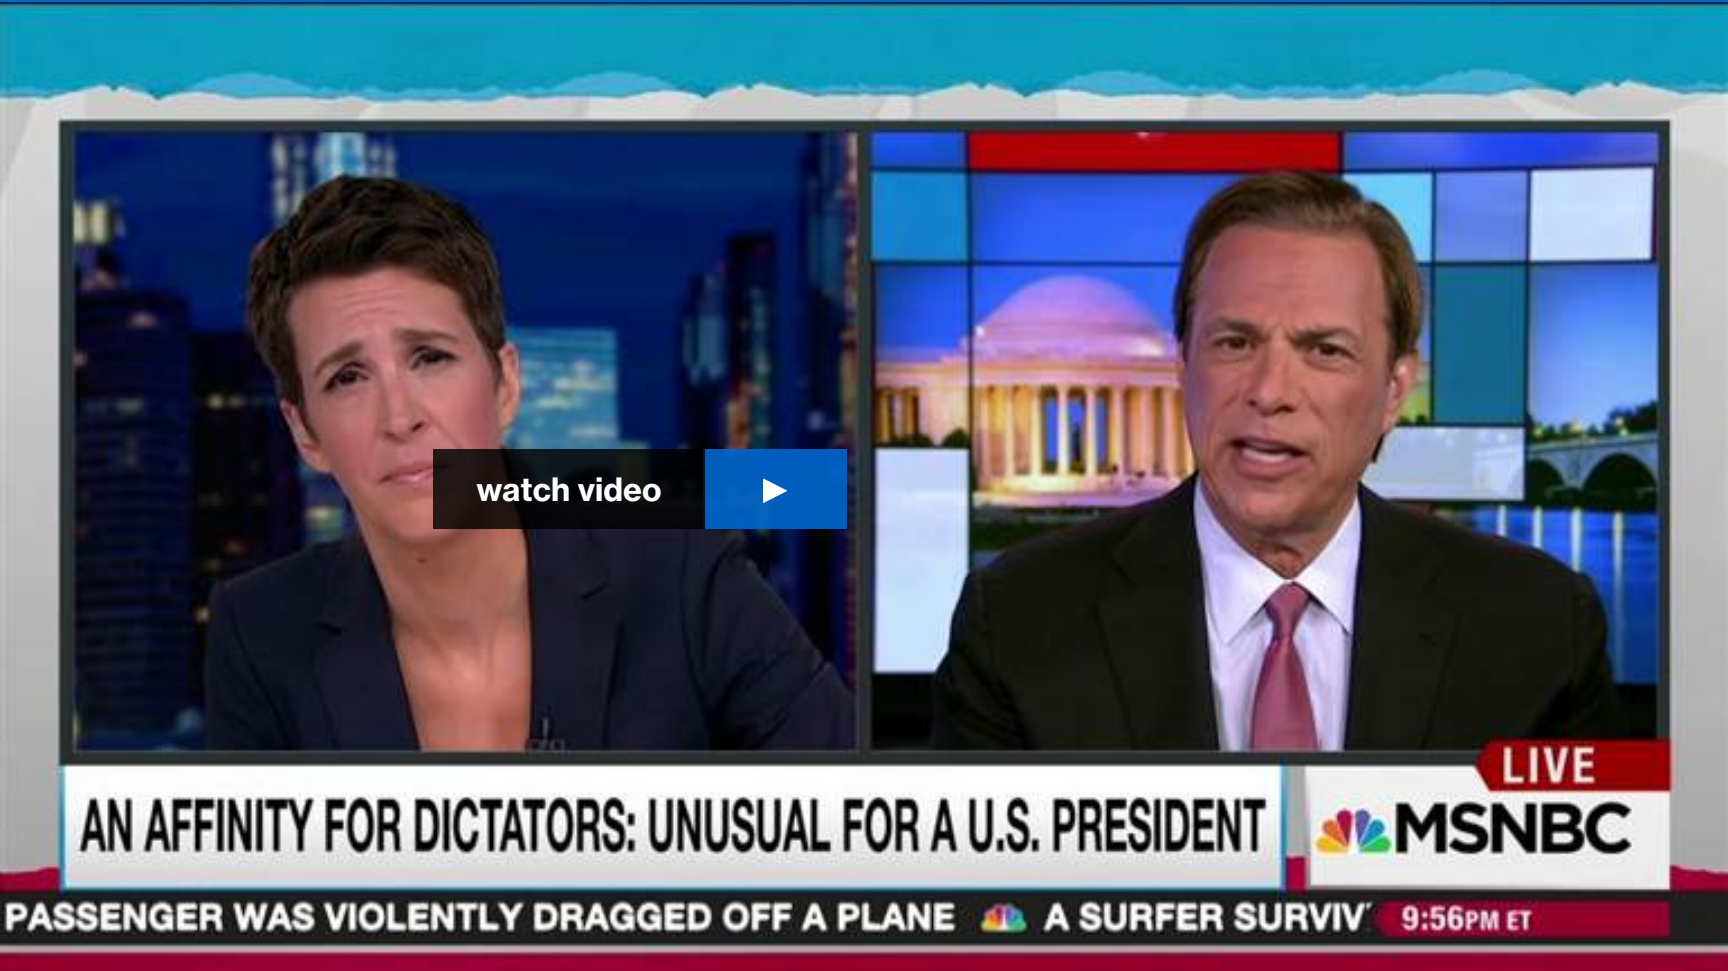 watch video
LIVE
AN AFFINITY FOR DICTATORS: UNUSUAL FOR A U.S. PRESIDENT
MSNBC
PASSENGER WAS VIOLENTLY DRAGGED OFF A PLANE A SURFER SURVIV 9:56PM ET